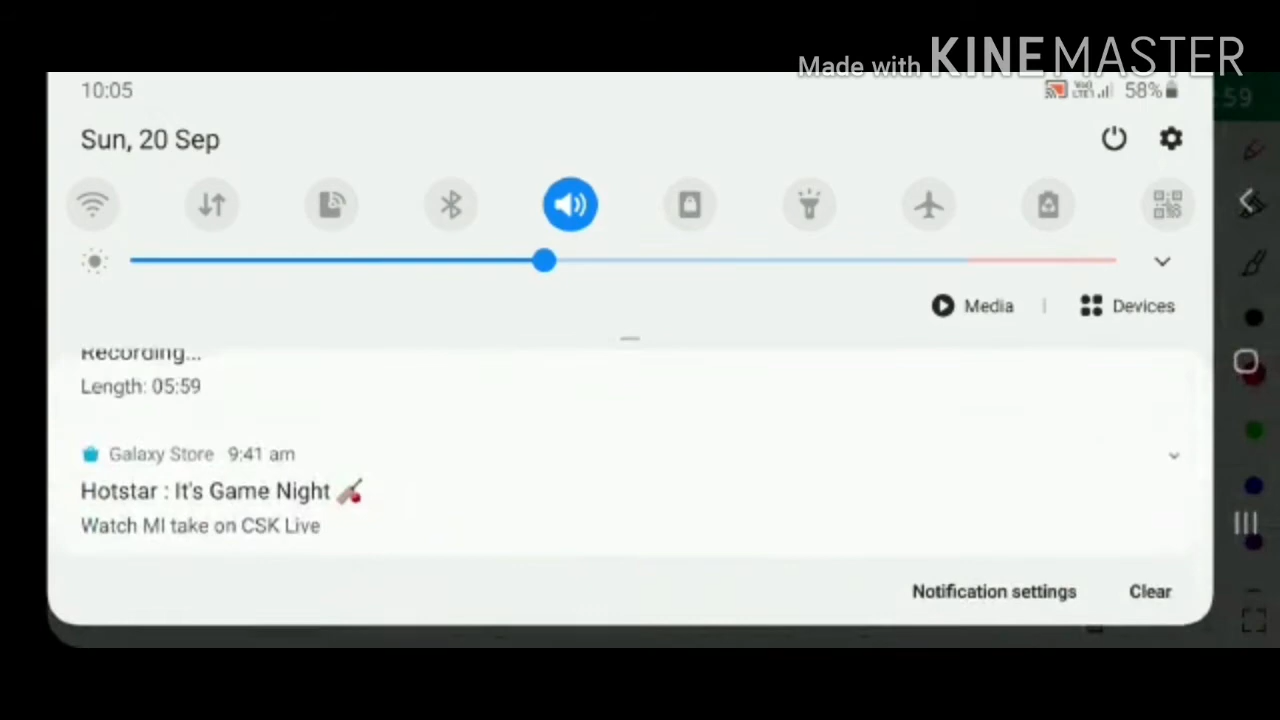 Made with KINEMASTER
10:05 58%
59
Sun, 20 Sep
Media | Devices
Recording...
Length: 05:59
Galaxy Store 9:41 am
Hotstar : It's Game Night
Watch MI take on CSK Live
Notification settings Clear